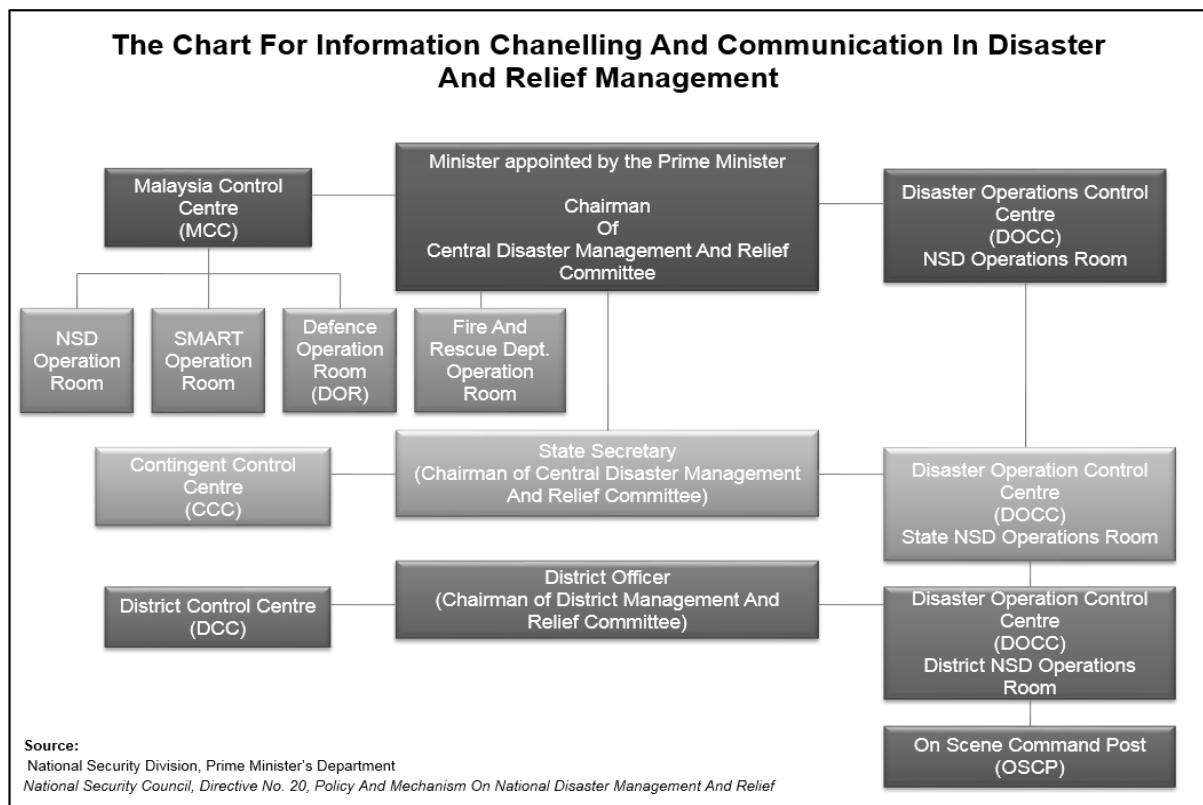 The Chart For Information Chanelling And Communication In Disaster
And Relief Management
Minister appointed by the Prime Minister
Chairman
Of
Central Disaster Management And Relief
Committee
Malaysia Control
Centre
(MCC)
Disaster Operations Control
Centre
(DOCC)
NSD Operations Room
NSD
Operation
Room
SMART
Operation
Room
Defence
Operation
Room
(DOR)
Fire And
Rescue Dept.
Operation
Room
Contingent Control
Centre
(CCC)
State Secretary
(Chairman of Central Disaster Management
And Relief Committee)
Disaster Operation Control
Centre
(DOCC)
State NSD Operations Room
District Control Centre
(DCC)
District Officer
(Chairman of District Management And
Relief Committee)
Disaster Operation Control
Centre
(DOCC)
District NSD Operations
Room
On Scene Command Post
(OSCP)
Source:
National Security Division, Prime Minister's Department
National Security Council, Directive No. 20, Policy And Mechanism On National Disaster Management And Relief